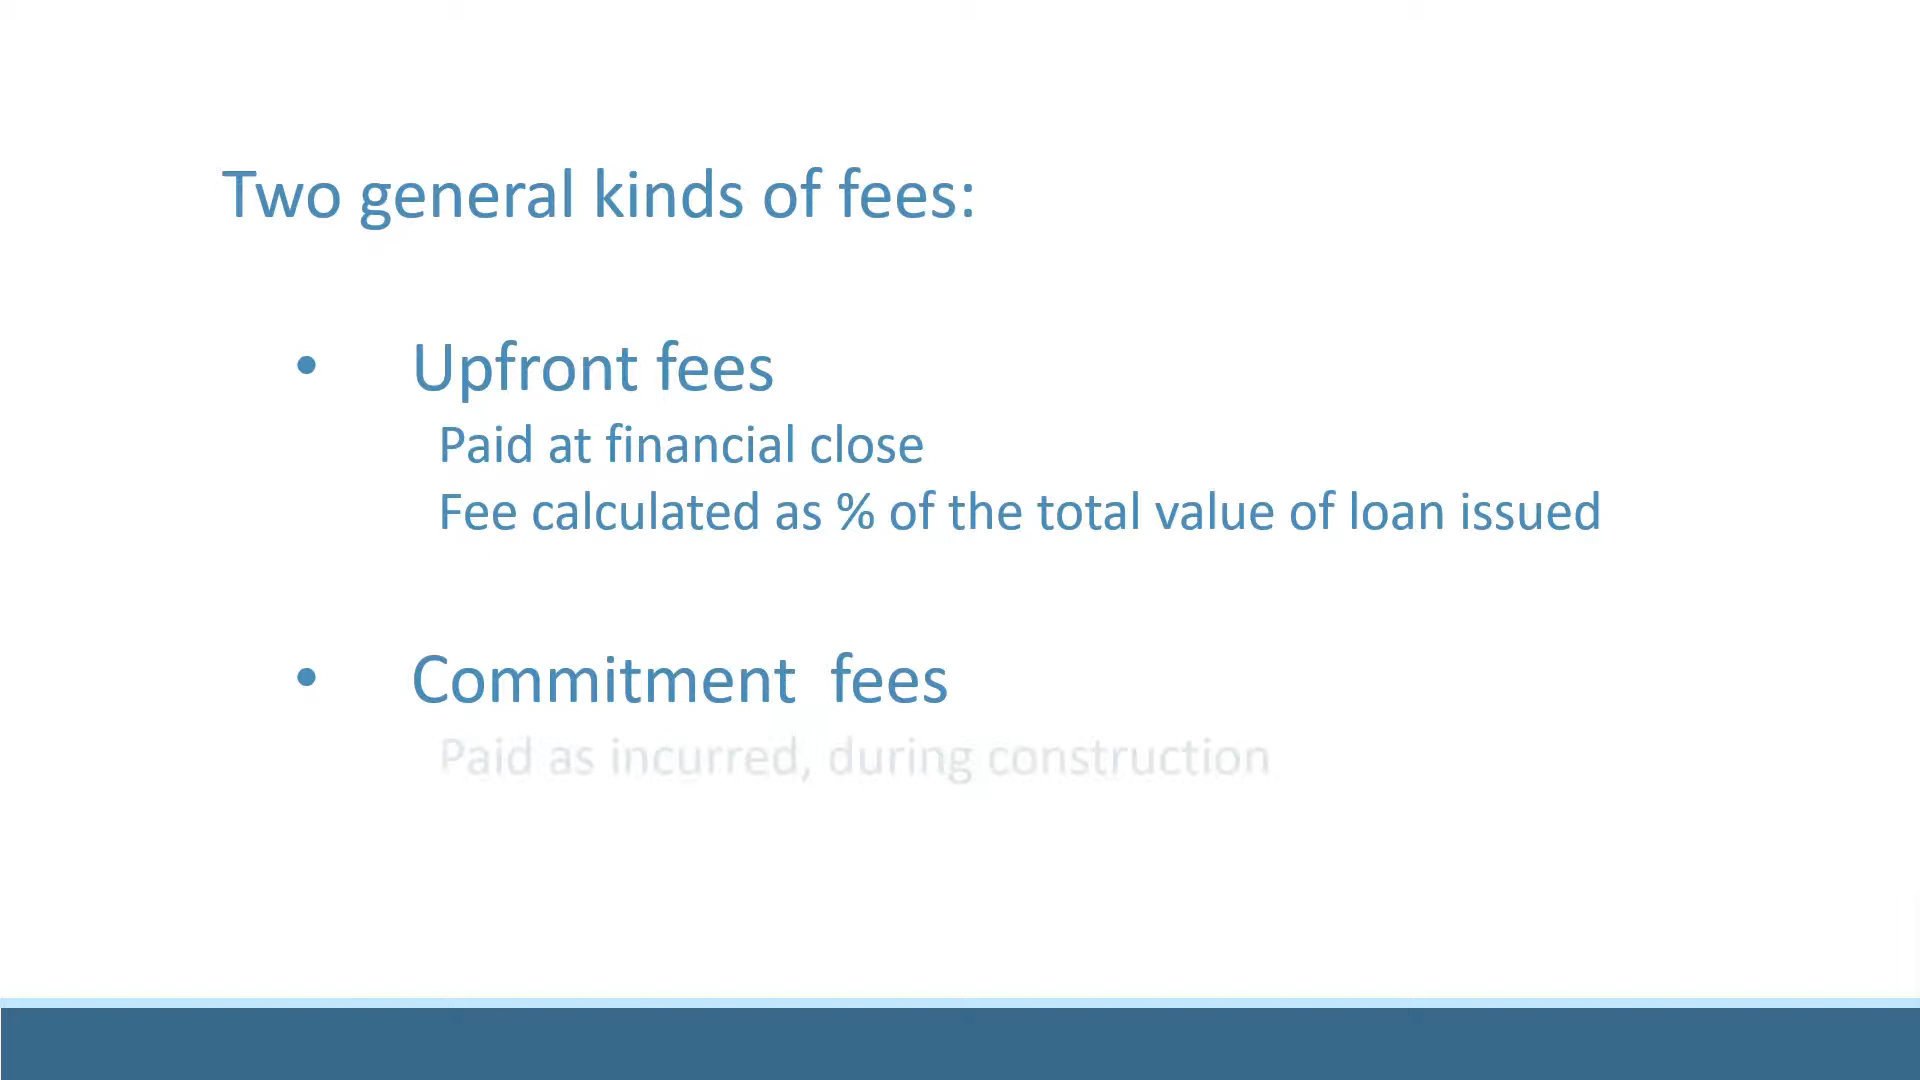 Two general kinds of fees:
• Upfront fees
Paid at financial close
Fee calculated as % of the total value of loan issued
• Commitment  fees
Paid as incurred, during construction